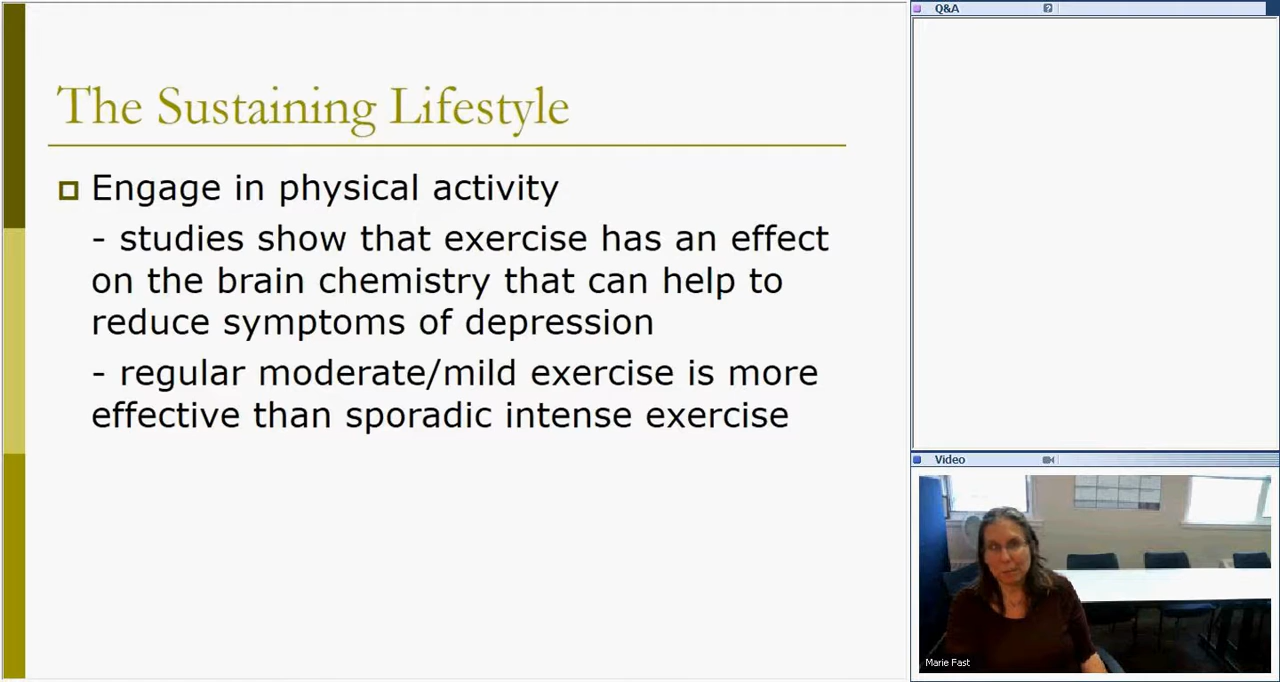 The Sustaining Lifestyle
Engage in physical activity
- studies show that exercise has an effect
on the brain chemistry that can help to
reduce symptoms of depression
- regular moderate/mild exercise is more
effective than sporadic intense exercise
Q&A
?
Video
Marie Fast